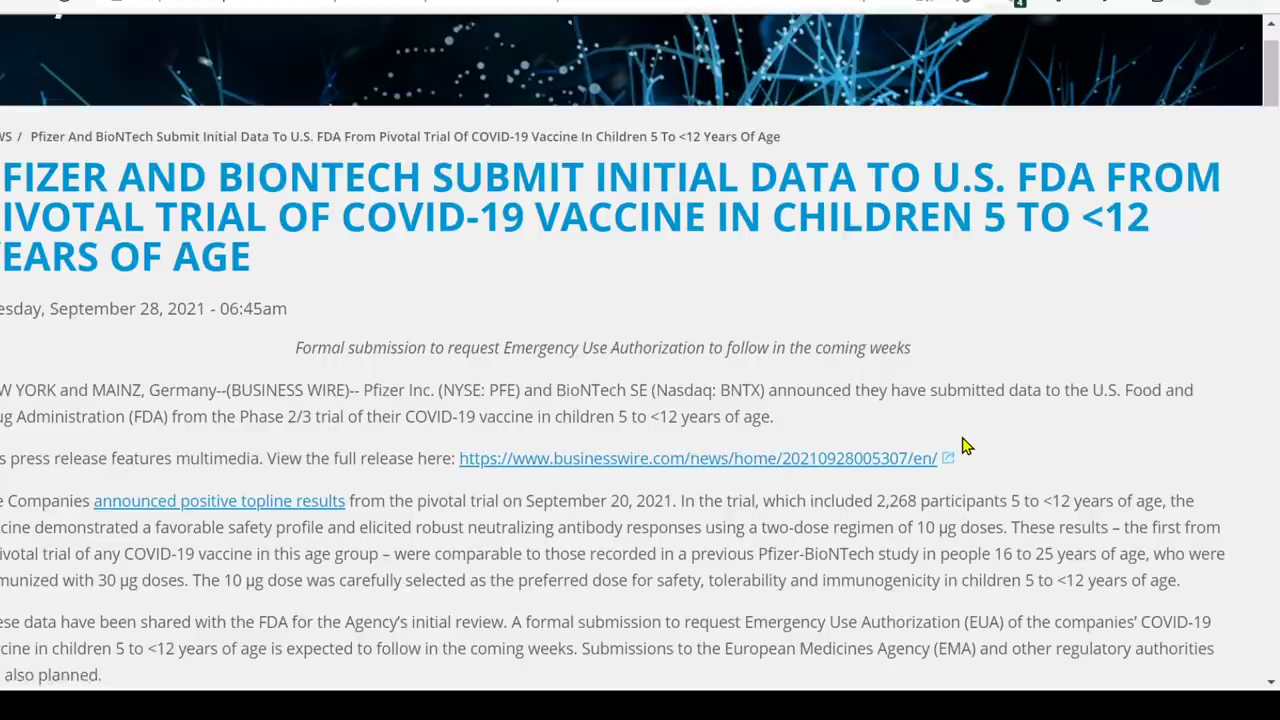 WS / Pfizer And BioNTech Submit Initial Data To U.S. FDA From Pivotal Trial Of COVID-19 Vaccine In Children 5 To <12 Years Of Age
FIZER AND BIONTECH SUBMIT INITIAL DATA TO U.S. FDA FROM
IVOTAL TRIAL OF COVID-19 VACCINE IN CHILDREN 5 TO <12
EARS OF AGE
esday, September 28, 2021 - 06:45am
Formal submission to request Emergency Use Authorization to follow in the coming weeks
W YORK and MAINZ, Germany--(BUSINESS WIRE)-- Pfizer Inc. (NYSE: PFE) and BioNTech SE (Nasdaq: BNTX) announced they have submitted data to the U.S. Food and
ug Administration (FDA) from the Phase 2/3 trial of their COVID-19 vaccine in children 5 to <12 years of age.
s press release features multimedia. View the full release here: https://www.businesswire.com/news/home/20210928005307/en/
e Companies announced positive topline results from the pivotal trial on September 20, 2021. In the trial, which included 2,268 participants 5 to <12 years of age, the
cine demonstrated a favorable safety profile and elicited robust neutralizing antibody responses using a two-dose regimen of 10 µg doses. These results – the first from
ivotal trial of any COVID-19 vaccine in this age group – were comparable to those recorded in a previous Pfizer-BioNTech study in people 16 to 25 years of age, who were
munized with 30 µg doses. The 10 µg dose was carefully selected as the preferred dose for safety, tolerability and immunogenicity in children 5 to <12 years of age.
ese data have been shared with the FDA for the Agency's initial review. A formal submission to request Emergency Use Authorization (EUA) of the companies' COVID-19
cine in children 5 to <12 years of age is expected to follow in the coming weeks. Submissions to the European Medicines Agency (EMA) and other regulatory authorities
also planned.